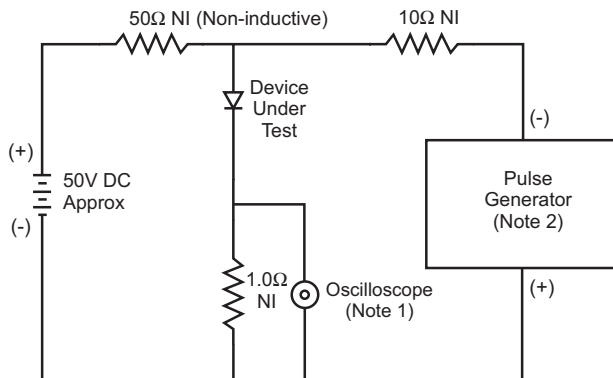 50Ω NI (Non-inductive)
10Ω NI
Device
Under
Test
(-)
(+)
50V DC
Approx
(-)
Pulse
Generator
(Note 2)
1.0Ω
NI
Oscilloscope
(Note 1)
(+)